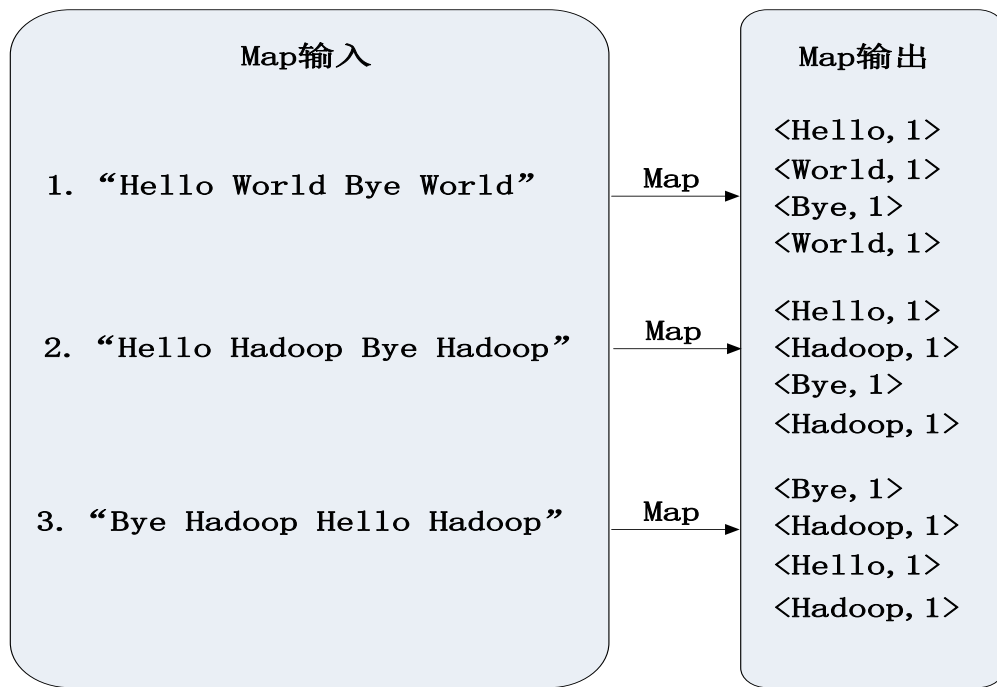 Map输入
1. “Hello World Bye World”
2. “Hello Hadoop Bye Hadoop”
3. “Bye Hadoop Hello Hadoop”
Map
Map
Map
Map输出
<Hello,1>
<World,1>
<Bye,1>
<World,1>
<Hello,1>
<Hadoop,1>
<Bye,1>
<Hadoop,1>
<Bye,1>
<Hadoop,1>
<Hello,1>
<Hadoop,1>